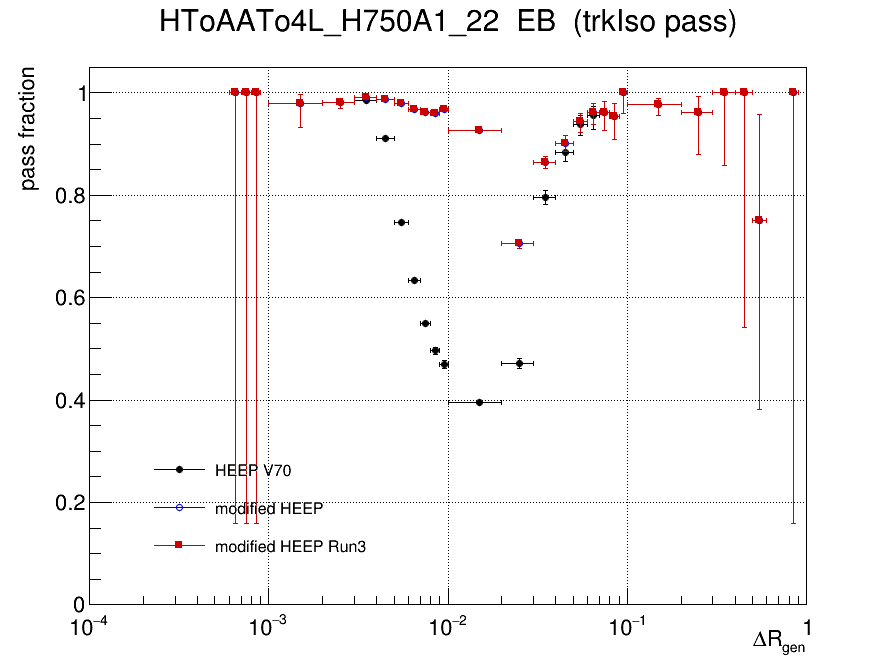 HToAATo4L_H750A1_22 EB (trkIso pass)
pass fraction
1
0.8
0.6
0.4
0.2
0
HEEP V70
modified HEEP
modified HEEP Run3
10⁻⁴
10⁻³
10⁻²
10⁻¹
1
ΔR_gen